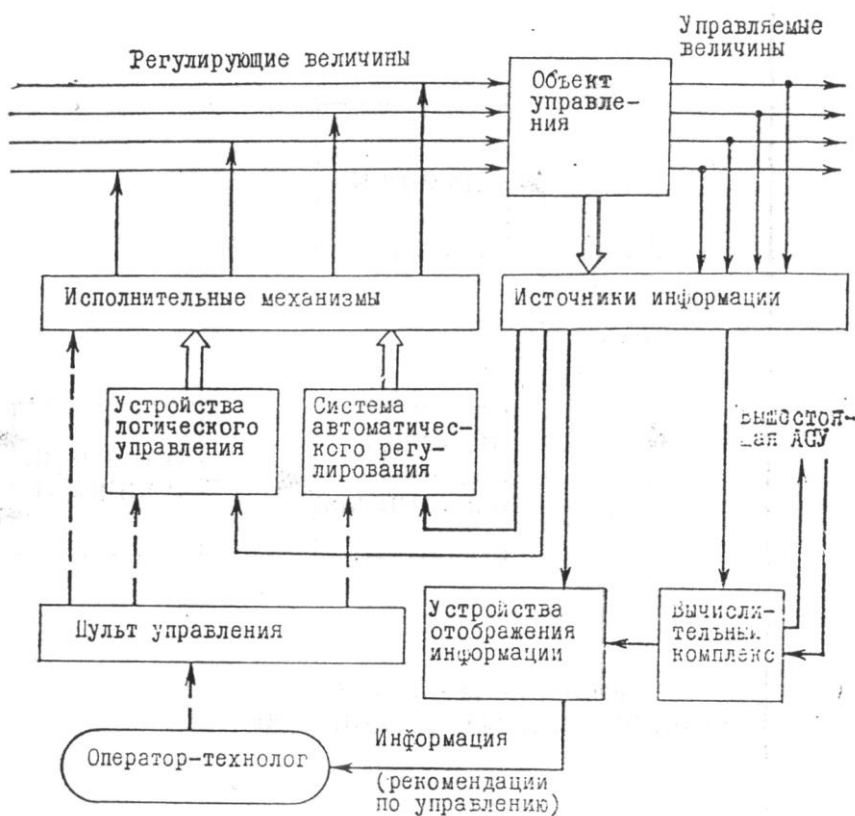 Управляемые
величины
Регулирующие величины
Объект
управле-
ния
Исполнительные механизмы
Источники информации
Устройства
логического
управления
Система
автоматичес-
кого регу-
лирования
вышостоя-
щая АСУ
Пульт управления
Устройства
отображения
информации
Вычисли-
тельный
комплекс
Оператор-технолог
Информация
(рекомендации
по управлению)